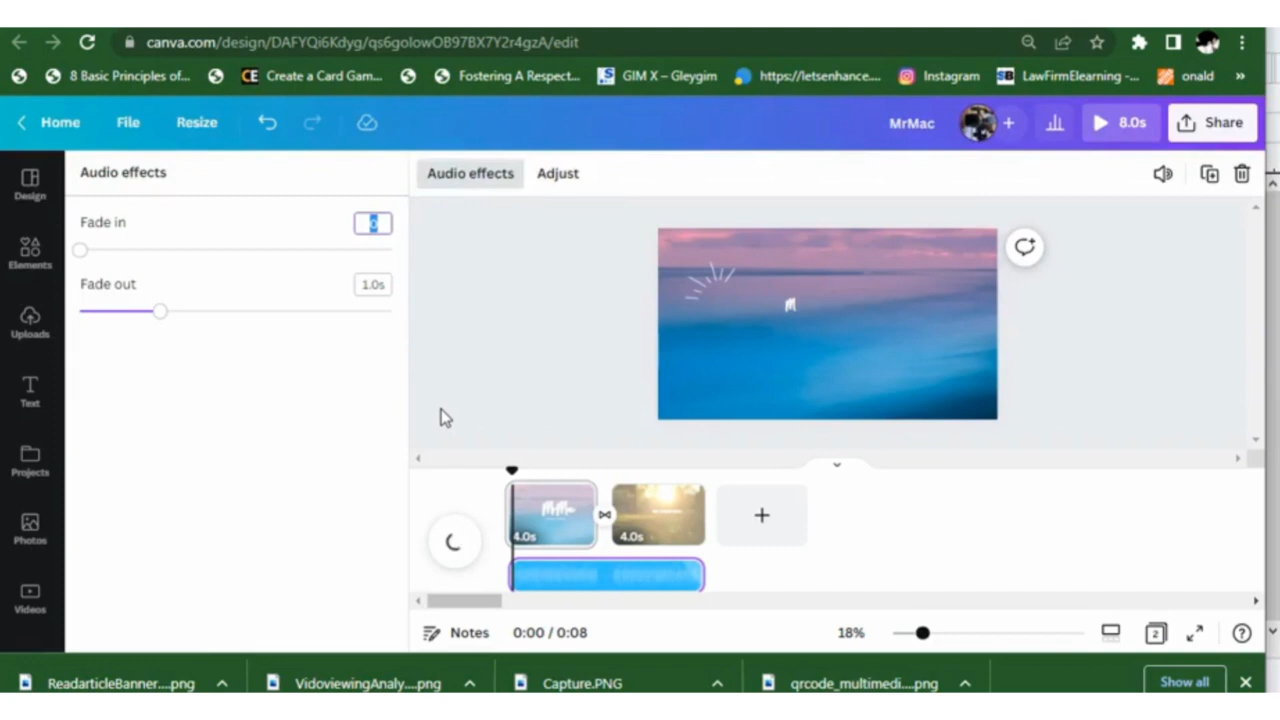 canva.com/design/DAFYQi6Kdyg/qs6golowOB97BX7Y2r4gzA/edit
8 Basic Principles of... CE Create a Card Gam... Fostering A Respect... GIM X – Gleygim https://letsenhance.... Instagram SB LawFirmElearning -... onald »
Home File Resize MrMac + 8.0s Share
Design
Audio effects
Audio effects Adjust
Fade in 0
Elements
Fade out 1.0s
Uploads
Text
Projects
Photos
Videos
4.0s 4.0s +
Notes 0:00 / 0:08 18% 2 ?
ReadarticleBanner....png VidoviewingAnaly....png Capture.PNG qrcode_multimedi....png Show all